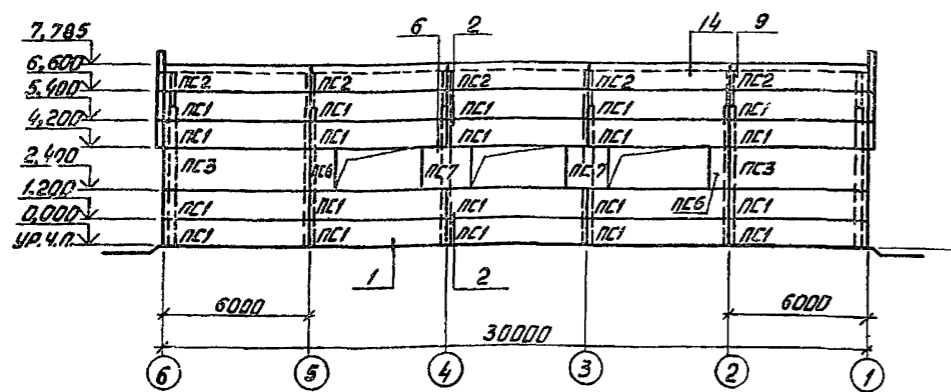 7,785
6 2 14 9
6,600
ПС2 ПС2 ПС2 ПС2 ПС2
5,400
ПС1 ПС1 ПС1 ПС1 ПС1
4,200
ПС1 ПС1 ПС1 ПС1 ПС1
2,400
ПС3 ПС6 ПС7 ПС7 ПС6 ПС3
1.200
ПС1 ПС1 ПС1 ПС1 ПС1
0,000
ПС1 ПС1 ПС1 ПС1 ПС1
УР.Ч.П.
1 2
6000 6000
30000
6 5 4 3 2 1